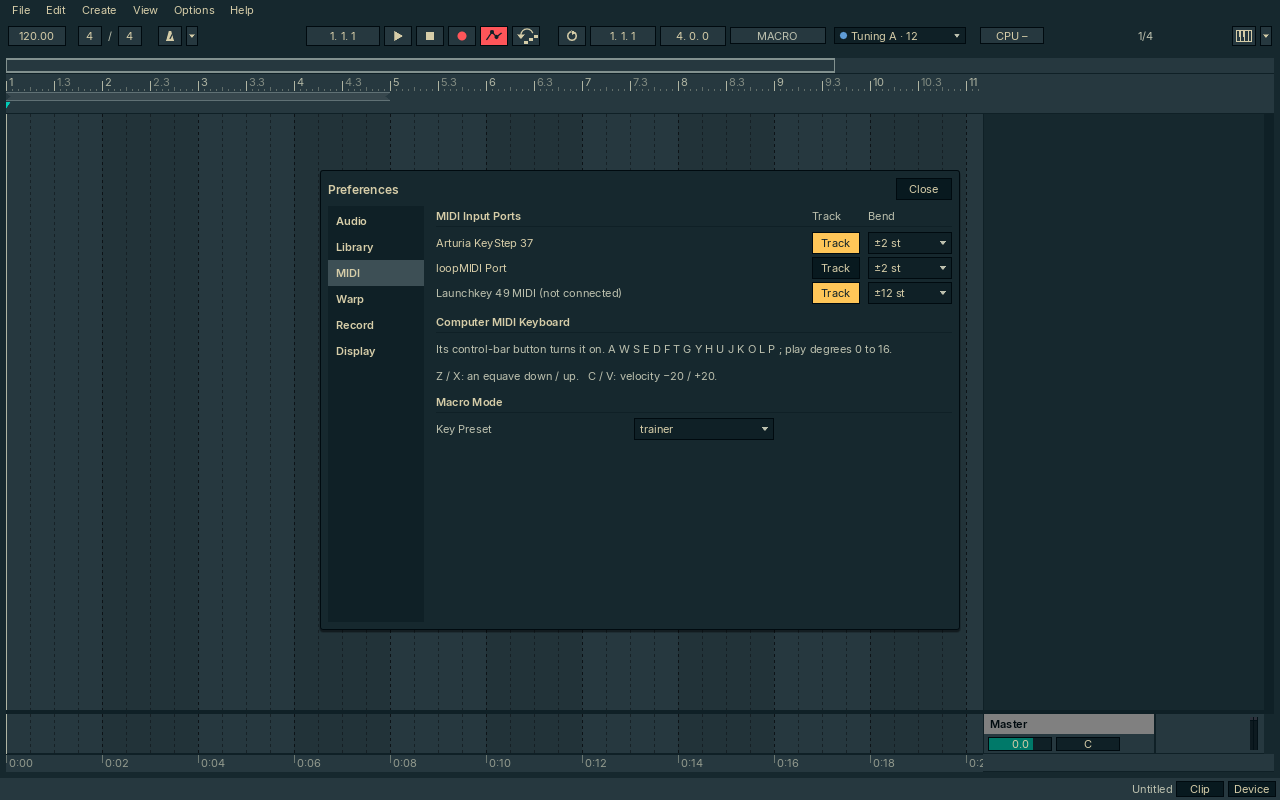 File Edit Create View Options Help
120.00 4 / 4 1. 1. 1 1. 1. 1 4. 0. 0 MACRO Tuning A · 12 CPU – 1/4
1 1.3 2 2.3 3 3.3 4 4.3 5 5.3 6 6.3 7 7.3 8 8.3 9 9.3 10 10.3 11
Preferences Close
Audio
Library
MIDI
Warp
Record
Display
MIDI Input Ports Track Bend
Arturia KeyStep 37 Track ±2 st
loopMIDI Port Track ±2 st
Launchkey 49 MIDI (not connected) Track ±12 st
Computer MIDI Keyboard
Its control-bar button turns it on. A W S E D F T G Y H U J K O L P ; play degrees 0 to 16.
Z / X: an equave down / up. C / V: velocity −20 / +20.
Macro Mode
Key Preset trainer
Master
0.0 C
0:00 0:02 0:04 0:06 0:08 0:10 0:12 0:14 0:16 0:18
Untitled Clip Device